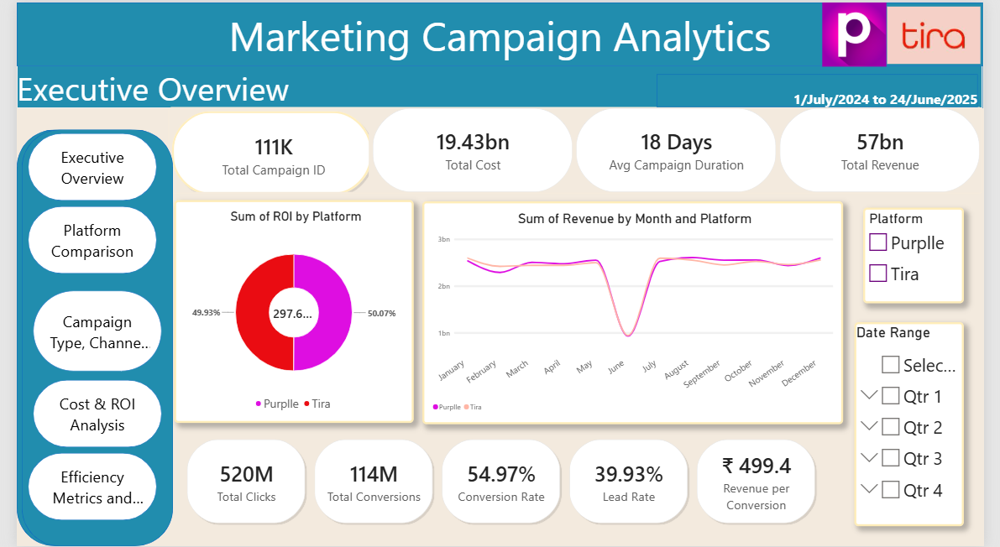 Marketing Campaign Analytics
p
tira
Executive Overview
1/July/2024 to 24/June/2025
Executive
Overview
Platform
Comparison
Campaign
Type, Channe...
Cost & ROI
Analysis
Efficiency
Metrics and...
111K
Total Campaign ID
19.43bn
Total Cost
18 Days
Avg Campaign Duration
57bn
Total Revenue
Sum of ROI by Platform
49.93%
297.6...
50.07%
Purplle
Tira
Sum of Revenue by Month and Platform
3bn
2bn
1bn
January
February
March
April
May
June
July
August
September
October
November
December
Purplle
Tira
Platform
Purplle
Tira
Date Range
Selec...
Qtr 1
Qtr 2
Qtr 3
Qtr 4
520M
Total Clicks
114M
Total Conversions
54.97%
Conversion Rate
39.93%
Lead Rate
₹ 499.4
Revenue per
Conversion